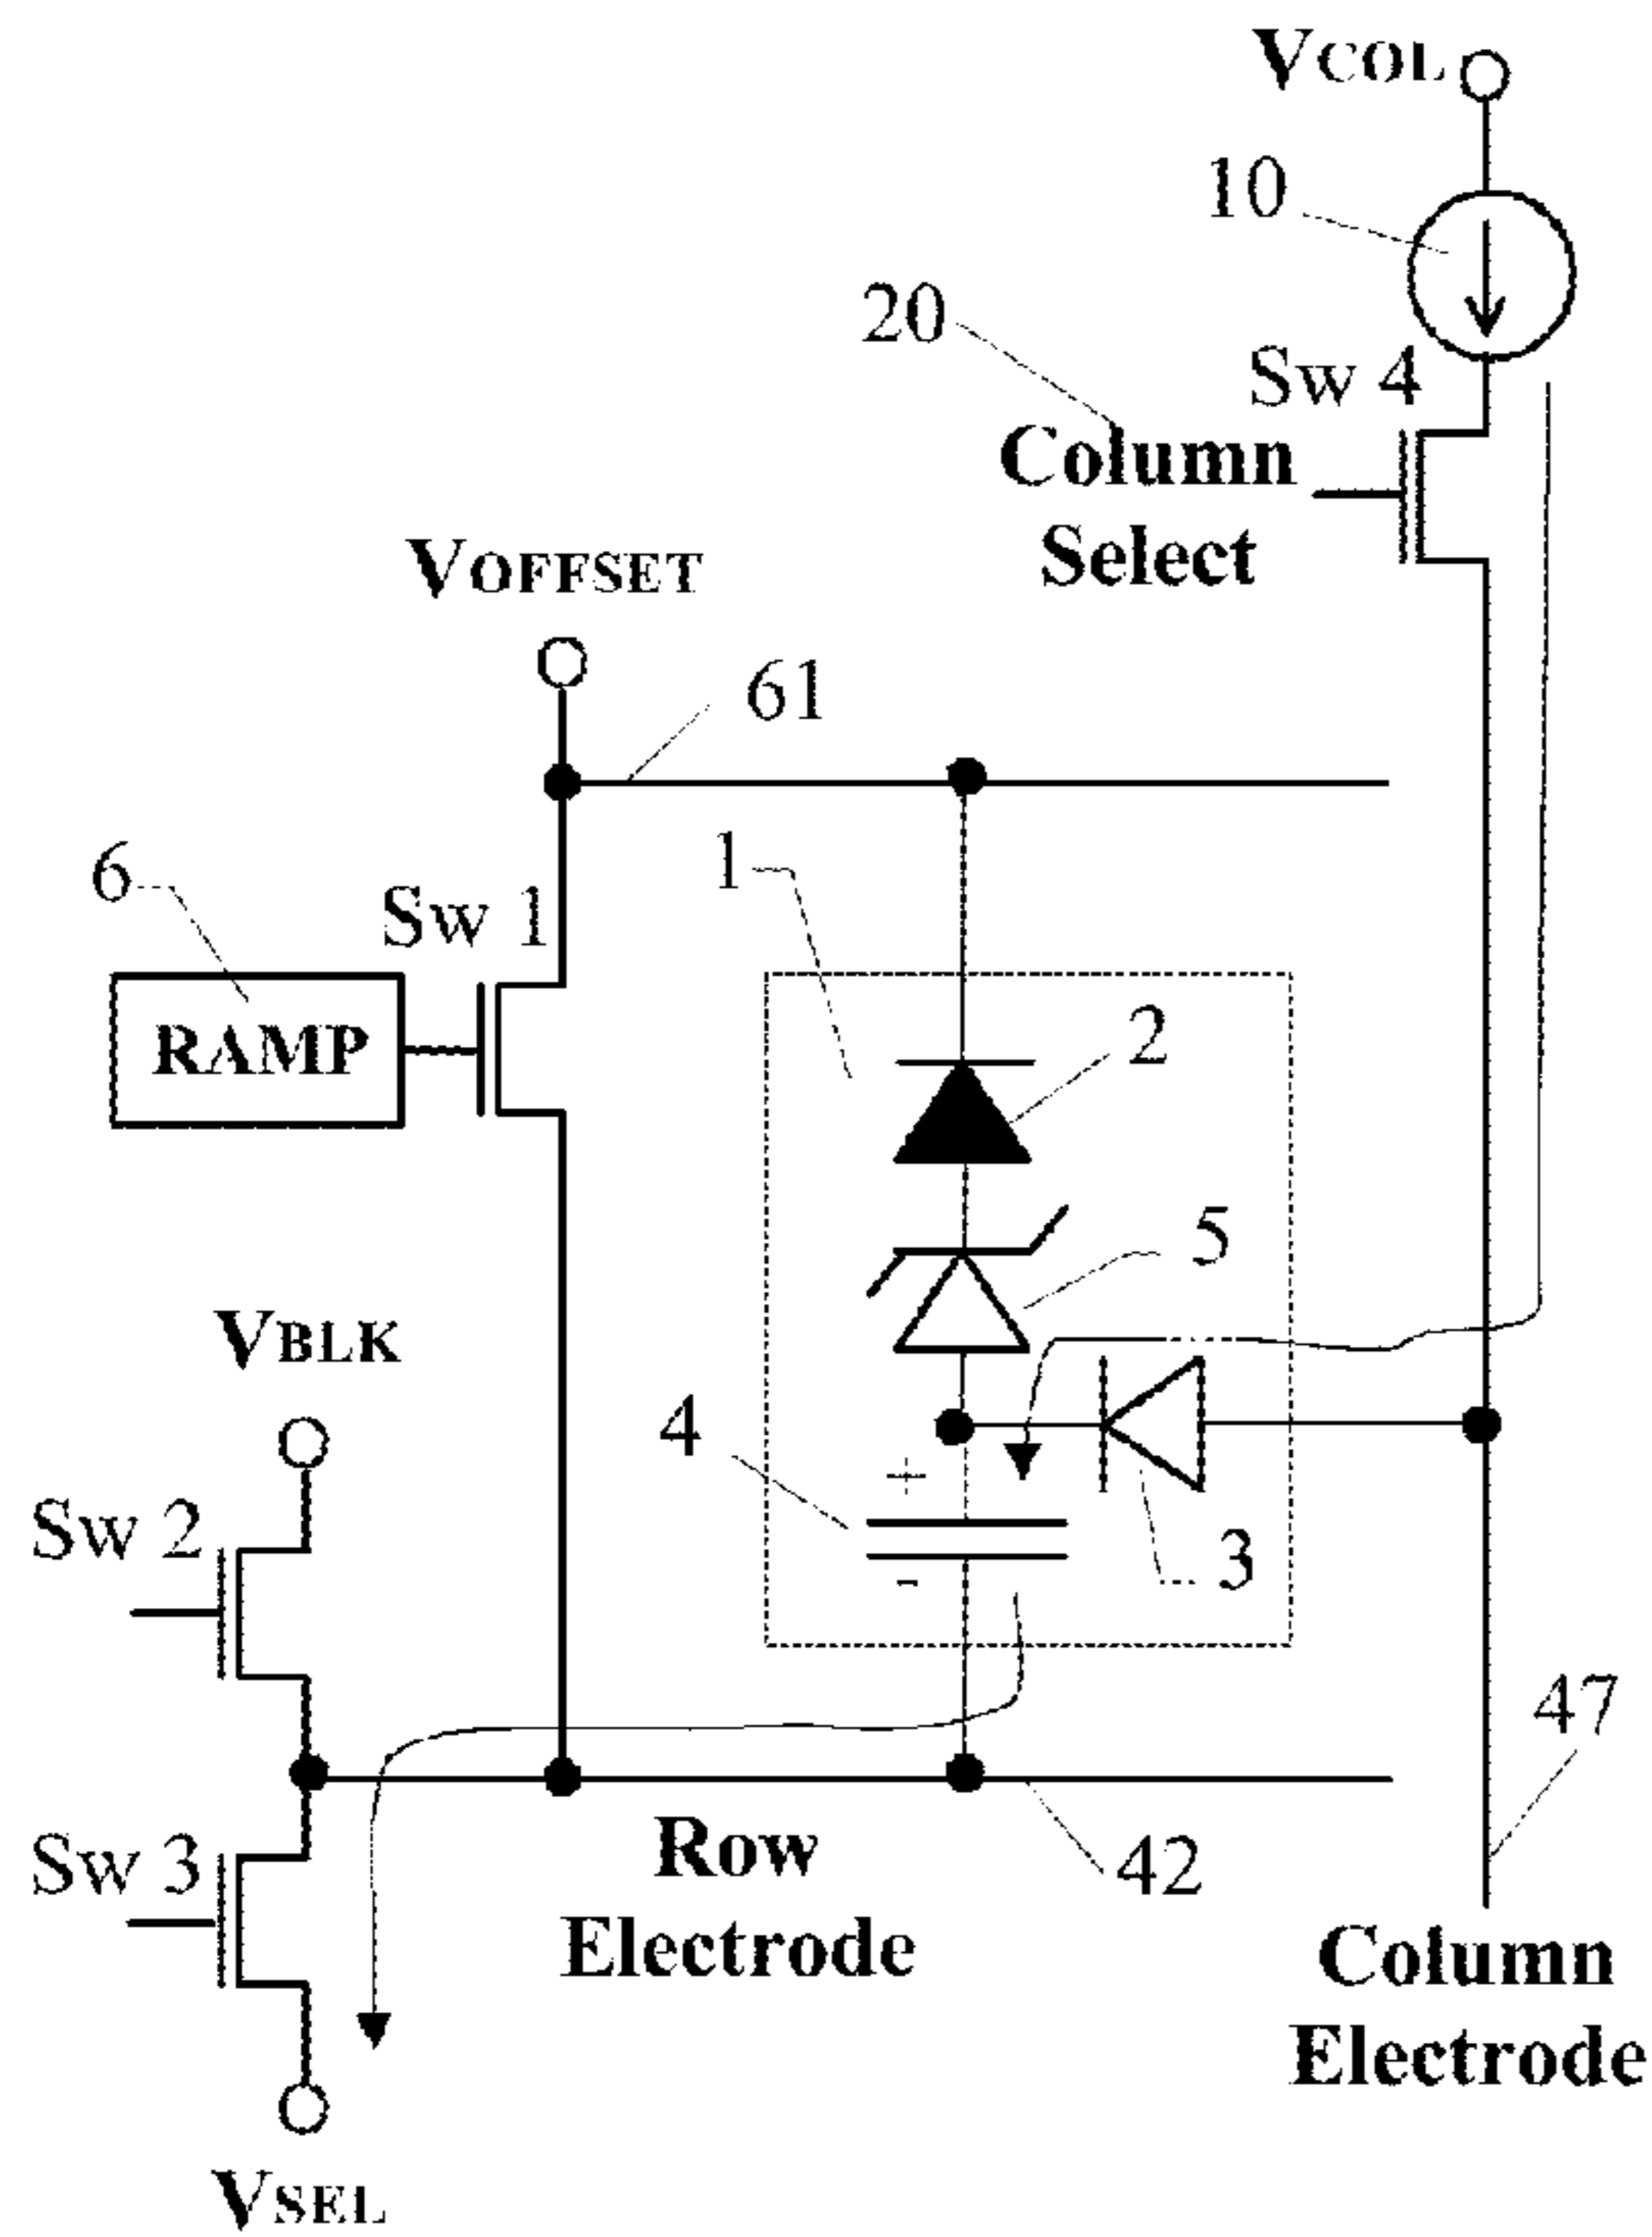 VCOL
10
20
Sw 4
Column
Select
VOFFSET
61
1
6
Sw 1
RAMP
2
5
VBLK
4
+
Sw 2
3
-
47
Sw 3
Row
Electrode
42
Column
Electrode
VSEL